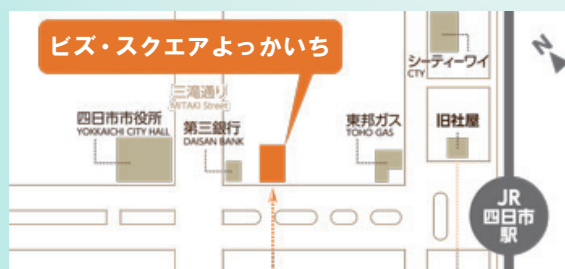 ビズ・スクエアよっかいち
シーティーワイ
CTY
N
三滝通り
MITAKI Street
四日市市役所
YOKKAICHI CITY HALL
第三銀行
DAISAN BANK
東邦ガス
TOHO GAS
旧社屋
JR
四日市
駅